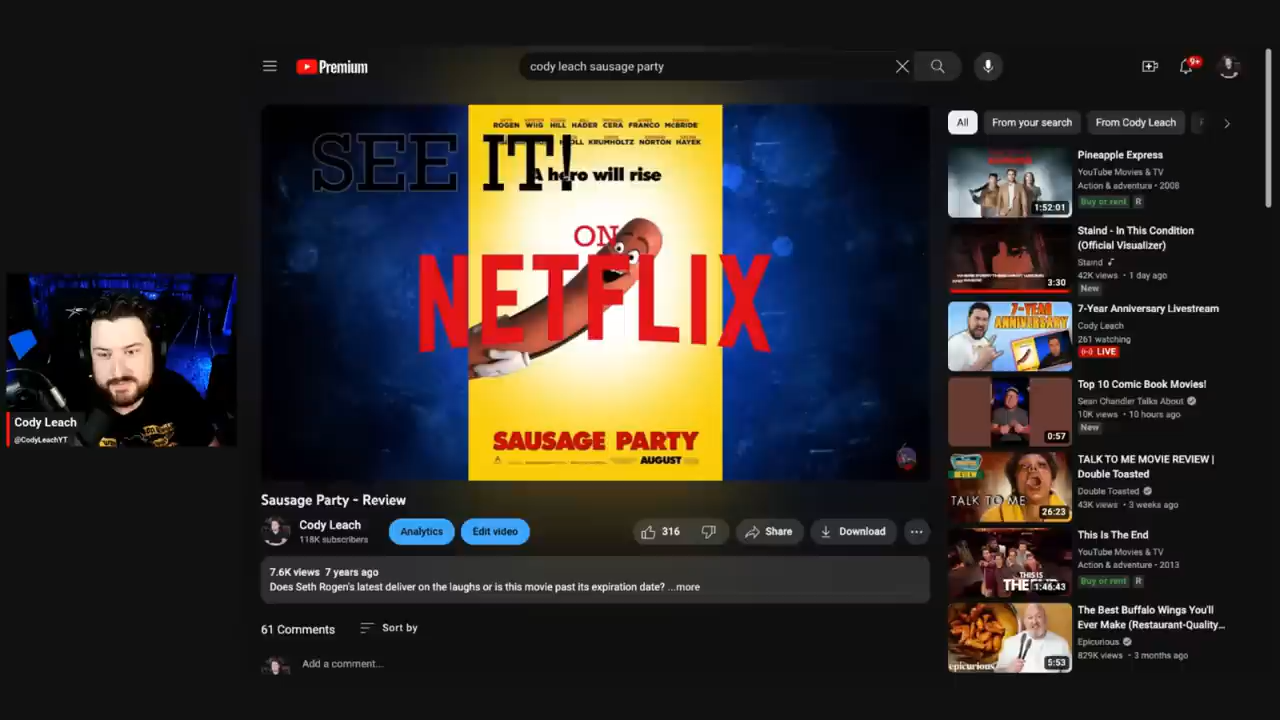 Premium
cody leach sausage party
9+
SEE IT!
ROGEN WIIG HILL HADER CERA FRANCO McBRIDE
KRUMHOLTZ NORTON HAYEK
A hero will rise
ON
NETFLIX
SAUSAGE PARTY
AUGUST
Cody Leach
@CodyLeachYT
Sausage Party - Review
Cody Leach
118K subscribers
Analytics
Edit video
316
Share
Download
7.6K views 7 years ago
Does Seth Rogen's latest deliver on the laughs or is this movie past its expiration date? ...more
61 Comments
Sort by
Add a comment...
All
From your search
From Cody Leach
Pineapple Express
YouTube Movies & TV
Action & adventure • 2008
Buy or rent R
1:52:01
Staind - In This Condition
(Official Visualizer)
Staind
42K views • 1 day ago
New
3:30
7-YEAR
ANNIVERSARY
7-Year Anniversary Livestream
Cody Leach
261 watching
LIVE
Top 10 Comic Book Movies!
Sean Chandler Talks About
10K views • 10 hours ago
New
0:57
REVIEW
TALK TO ME
TALK TO ME MOVIE REVIEW |
Double Toasted
Double Toasted
43K views • 3 weeks ago
26:23
THIS IS
THE
This Is The End
YouTube Movies & TV
Action & adventure • 2013
Buy or rent R
1:46:43
The Best Buffalo Wings You'll
Ever Make (Restaurant-Quality...
Epicurious
829K views • 3 months ago
epicurious
5:53